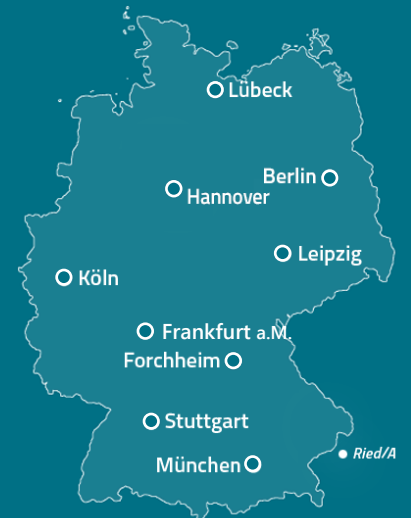 Lübeck
Berlin
Hannover
Leipzig
Köln
Frankfurt a.M.
Forchheim
Stuttgart
Ried/A
München